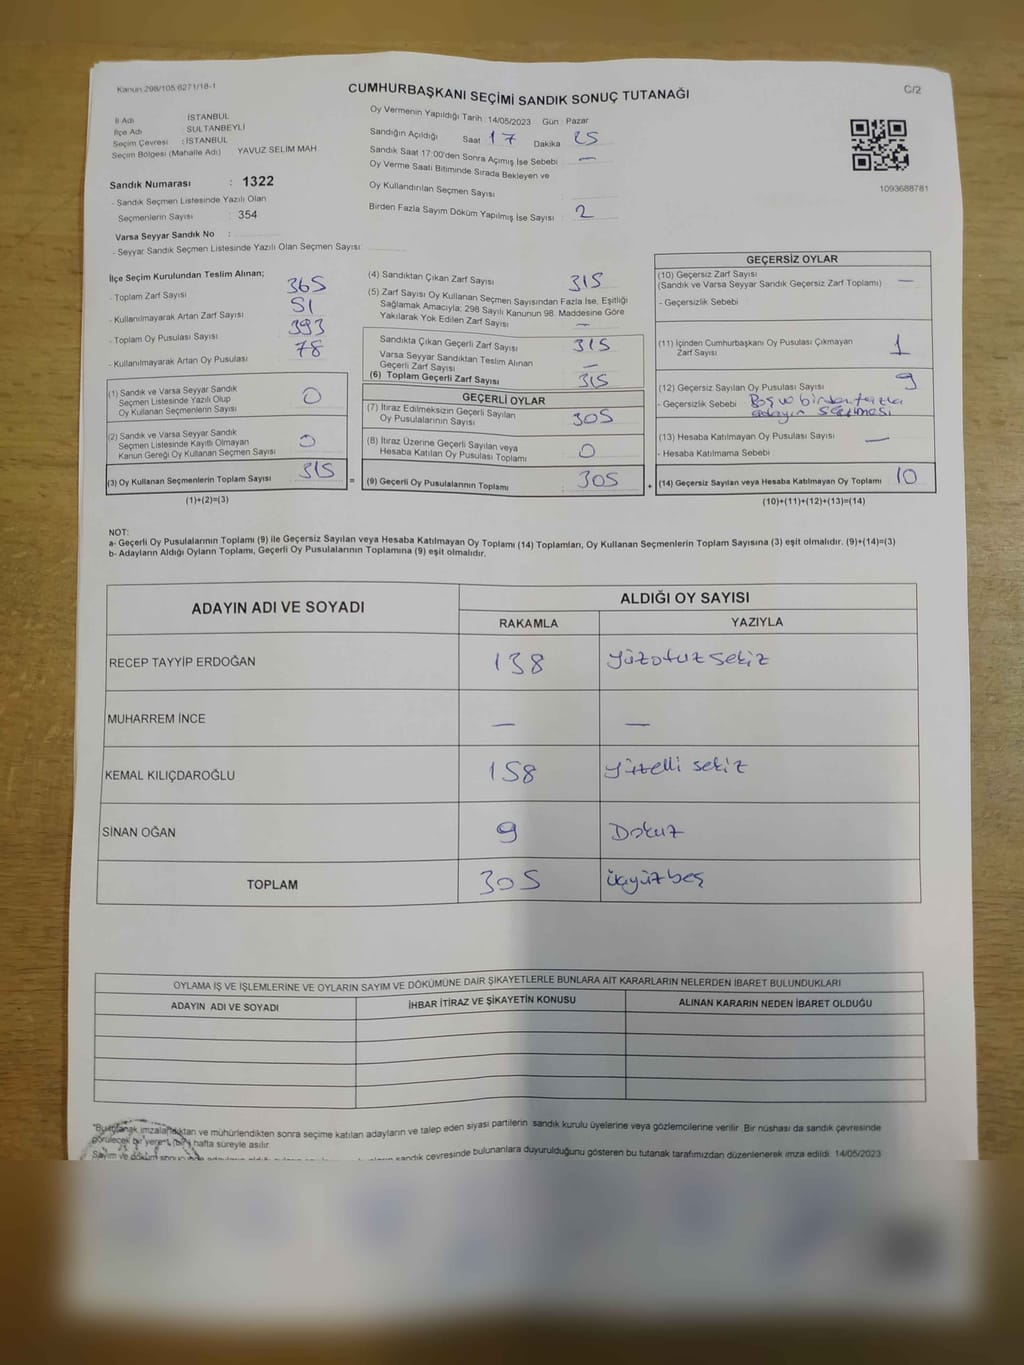 Kanun 298/105,6271/18-1
CUMHURBAŞKANI SEÇİMİ SANDIK SONUÇ TUTANAĞI
C/2
İl Adı : İSTANBUL
İlçe Adı : SULTANBEYLİ
Seçim Çevresi : İSTANBUL
Seçim Bölgesi (Mahalle Adı) YAVUZ SELİM MAH.
Sandık Numarası : 1322
- Sandık Seçmen Listesinde Yazılı Olan
Seçmenlerin Sayısı : 354
Varsa Seyyar Sandık No :
- Seyyar Sandık Seçmen Listesinde Yazılı Olan Seçmen Sayısı:
Oy Vermenin Yapıldığı Tarih : 14/05/2023 Gün : Pazar
Sandığın Açıldığı Saat 17 Dakika 25
Sandık Saat 17:00'den Sonra Açımış İse Sebebi —
Oy Verme Saati Bitiminde Sırada Bekleyen ve
Oy Kullandırılan Seçmen Sayısı
Birden Fazla Sayım Döküm Yapılmış İse Sayısı : 2
1093688781
İlçe Seçim Kurulundan Teslim Alınan;
- Toplam Zarf Sayısı 365
- Kullanılmayarak Artan Zarf Sayısı 51
- Toplam Oy Pusulası Sayısı 393
- Kullanılmayarak Artan Oy Pusulası 78
(1) Sandık ve Varsa Seyyar Sandık
Seçmen Listesinde Yazılı Olup
Oy Kullanan Seçmenlerin Sayısı 0
(2) Sandık ve Varsa Seyyar Sandık
Seçmen Listesinde Kayıtlı Olmayan
Kanun Gereği Oy Kullanan Seçmen Sayısı 0
(3) Oy Kullanan Seçmenlerin Toplam Sayısı 315 =
(1)+(2)=(3)
(4) Sandıktan Çıkan Zarf Sayısı 315
(5) Zarf Sayısı Oy Kullanan Seçmen Sayısından Fazla İse, Eşitliği
Sağlamak Amacıyla; 298 Sayılı Kanunun 98. Maddesine Göre
Yakılarak Yok Edilen Zarf Sayısı —
Sandıkta Çıkan Geçerli Zarf Sayısı 315
Varsa Seyyar Sandıktan Teslim Alınan
Geçerli Zarf Sayısı —
(6) Toplam Geçerli Zarf Sayısı 315
GEÇERLİ OYLAR
(7) İtiraz Edilmeksizin Geçerli Sayılan
Oy Pusulalarının Sayısı 305
(8) İtiraz Üzerine Geçerli Sayılan veya
Hesaba Katılan Oy Pusulası Toplamı 0
(9) Geçerli Oy Pusulalarının Toplamı 305 +
GEÇERSİZ OYLAR
(10) Geçersiz Zarf Sayısı
(Sandık ve Varsa Seyyar Sandık Geçersiz Zarf Toplamı) —
- Geçersizlik Sebebi
(11) İçinden Cumhurbaşkanı Oy Pusulası Çıkmayan
Zarf Sayısı 1
(12) Geçersiz Sayılan Oy Pusulası Sayısı 9
- Geçersizlik Sebebi Boş ve birden fazla
adayın seçilmesi
(13) Hesaba Katılmayan Oy Pusulası Sayısı —
- Hesaba Katılmama Sebebi
(14) Geçersiz Sayılan veya Hesaba Katılmayan Oy Toplamı 10
(10)+(11)+(12)+(13)=(14)
NOT:
a- Geçerli Oy Pusulalarının Toplamı (9) ile Geçersiz Sayılan veya Hesaba Katılmayan Oy Toplamı (14) Toplamları, Oy Kullanan Seçmenlerin Toplam Sayısına (3) eşit olmalıdır. (9)+(14)=(3)
b- Adayların Aldığı Oyların Toplamı, Geçerli Oy Pusulalarının Toplamına (9) eşit olmalıdır.
ADAYIN ADI VE SOYADI ALDIĞI OY SAYISI
RAKAMLA YAZIYLA
RECEP TAYYİP ERDOĞAN 138 yüzotuz sekiz
MUHARREM İNCE — —
KEMAL KILIÇDAROĞLU 158 yüzelli sekiz
SİNAN OĞAN 9 Dokuz
TOPLAM 305 üçyüzbeş
OYLAMA İŞ VE İŞLEMLERİNE VE OYLARIN SAYIM VE DÖKÜMÜNE DAİR ŞİKAYETLERLE BUNLARA AİT KARARLARIN NELERDEN İBARET BULUNDUKLARI
ADAYIN ADI VE SOYADI İHBAR İTİRAZ VE ŞİKAYETİN KONUSU ALINAN KARARIN NEDEN İBARET OLDUĞU
"Bu tutanak imzalandıktan ve mühürlendikten sonra seçime katılan adayların ve talep eden siyasi partilerin sandık kurulu üyelerine veya gözlemcilerine verilir. Bir nüshası da sandık çevresinde
görülecek bir yere 1 (bir) hafta süreyle asılır.
Sayım ve döküm sandık çevresinde bulunanlara duyurulduğunu gösteren bu tutanak tarafımızdan düzenlenerek imza edildi. 14/05/2023